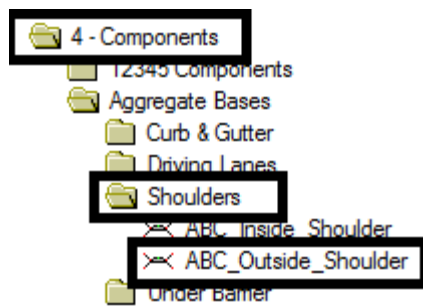 4 - Components
12345 Components
Aggregate Bases
Curb & Gutter
Driving Lanes
Shoulders
ABC_Inside_Shoulder
ABC_Outside_Shoulder
Under Barrier